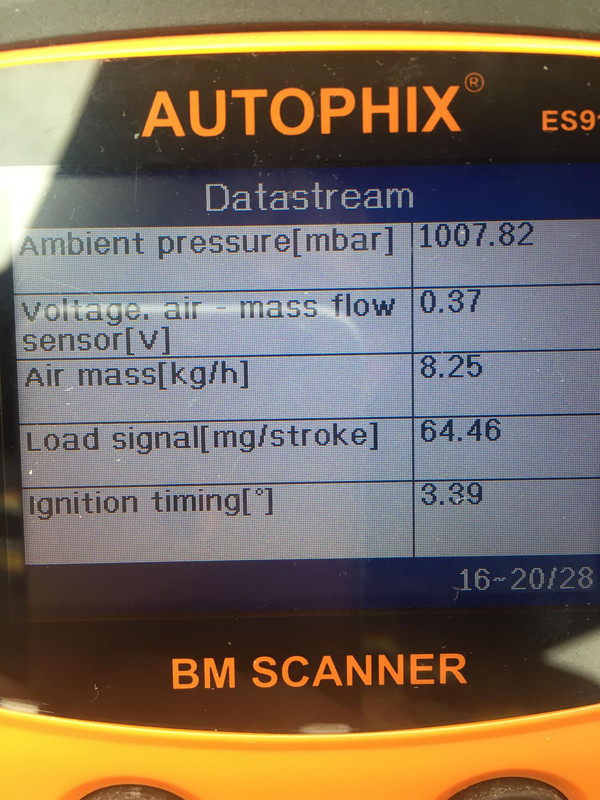 AUTOPHIX®
ES91
Datastream
Ambient pressure[mbar] 1007.82
Voltage. air - mass flow 0.37
sensor[v]
Air mass[kg/h] 8.25
Load signal[mg/stroke] 64.46
Ignition timing[°] 3.39
16~20/28
BM SCANNER